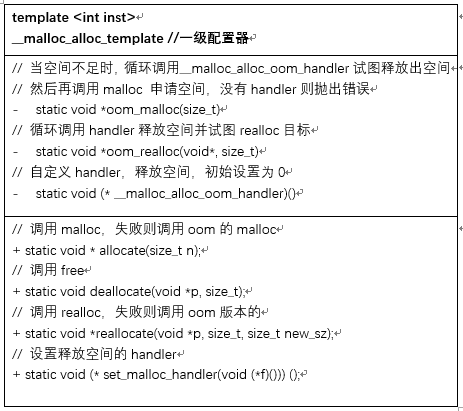 template <int inst>
__malloc_alloc_template //一级配置器
// 当空间不足时, 循环调用__malloc_alloc_oom_handler 试图释放出空间
// 然后再调用 malloc 申请空间，没有 handler 则抛出错误
- static void *oom_malloc(size_t)
// 循环调用 handler 释放空间并试图 realloc 目标
- static void *oom_realloc(void*, size_t)
// 自定义 handler，释放空间，初始设置为 0
- static void (* __malloc_alloc_oom_handler)()
// 调用 malloc，失败则调用 oom 的 malloc
+ static void * allocate(size_t n);
// 调用 free
+ static void deallocate(void *p, size_t);
// 调用 realloc，失败则调用 oom 版本的
+ static void *reallocate(void *p, size_t, size_t new_sz);
// 设置释放空间的 handler
+ static void (* set_malloc_handler(void (*f)())) ();